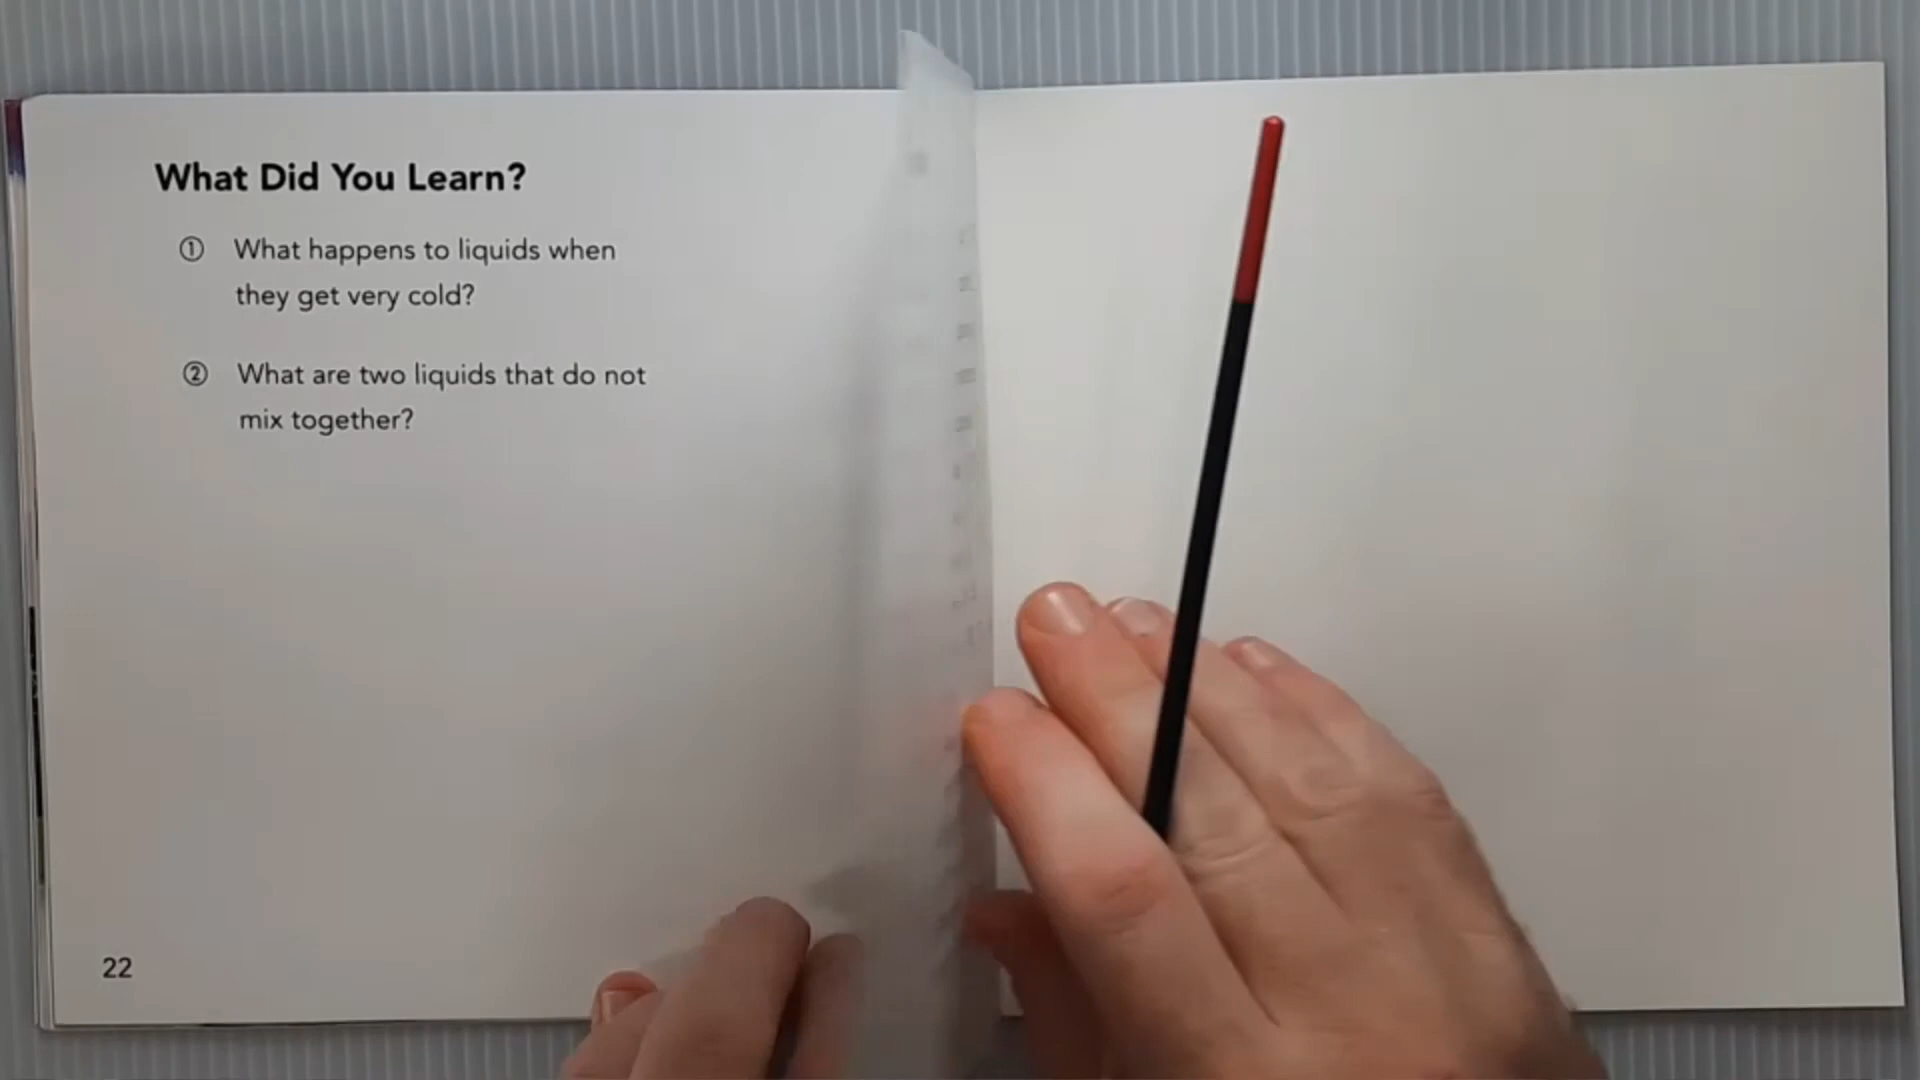 What Did You Learn?
① What happens to liquids when
they get very cold?
② What are two liquids that do not
mix together?
22